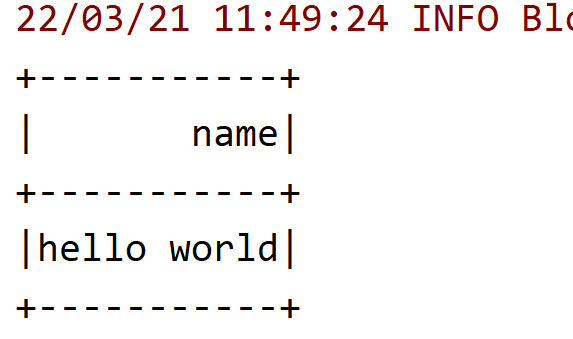 22/03/21 11:49:24 INFO
+-----------+
|       name|
+-----------+
|hello world|
+-----------+